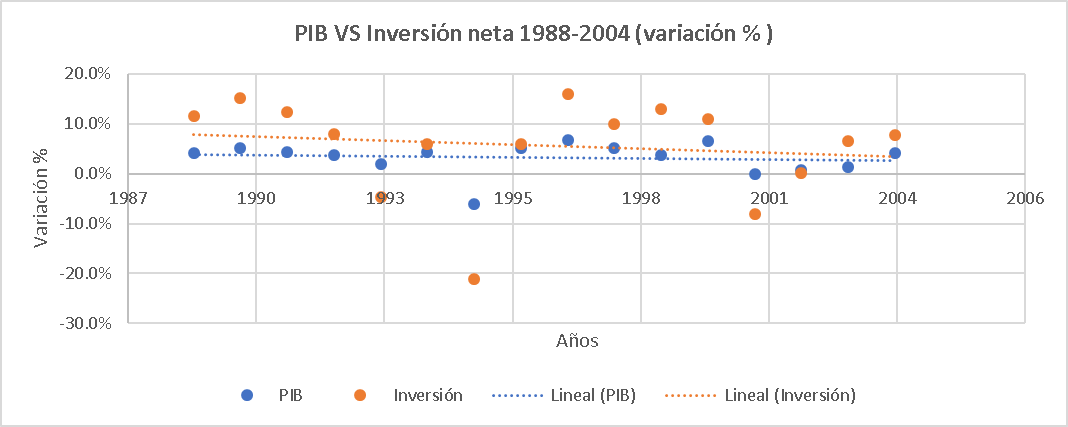 PIB VS Inversión neta 1988-2004 (variación % )
20.0%
10.0%
0.0%
1987 1990 1993 1995 1998 2001 2004 2006
-10.0%
-20.0%
-30.0%
Variación %
Años
PIB Inversión Lineal (PIB) Lineal (Inversión)